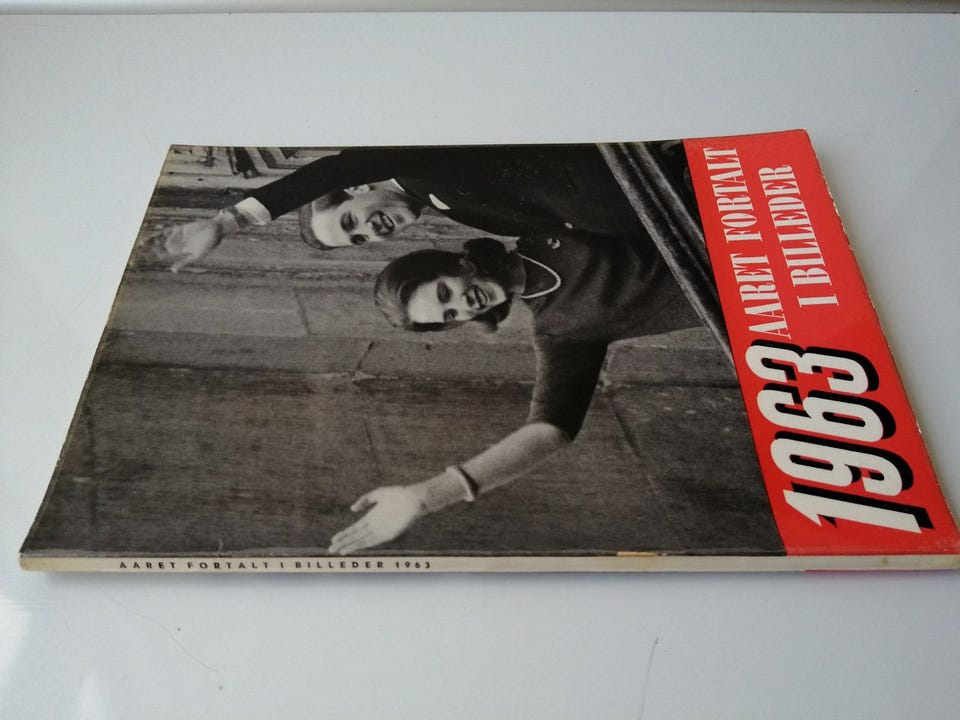 1963 AARET FORTALT
I BILLEDER
AARET FORTALT I BILLEDER 1963